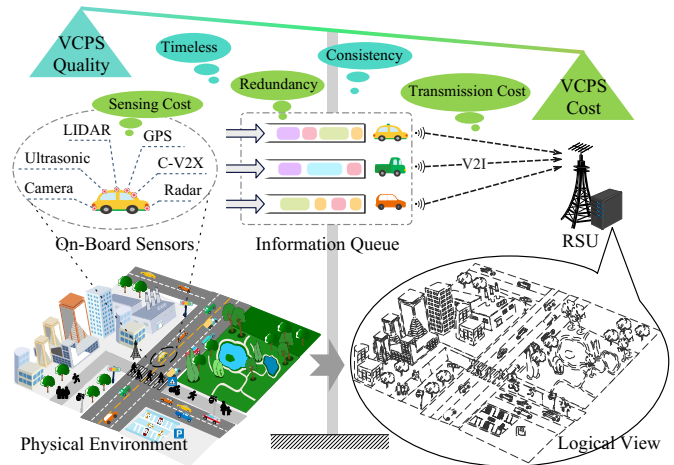 VCPS
Quality
Timeless
Consistency
Redundancy
Transmission Cost
VCPS
Cost
Sensing Cost
LIDAR
GPS
Ultrasonic
C-V2X
Camera
Radar
V2I
On-Board Sensors
Information Queue
RSU
Physical Environment
P
Logical View